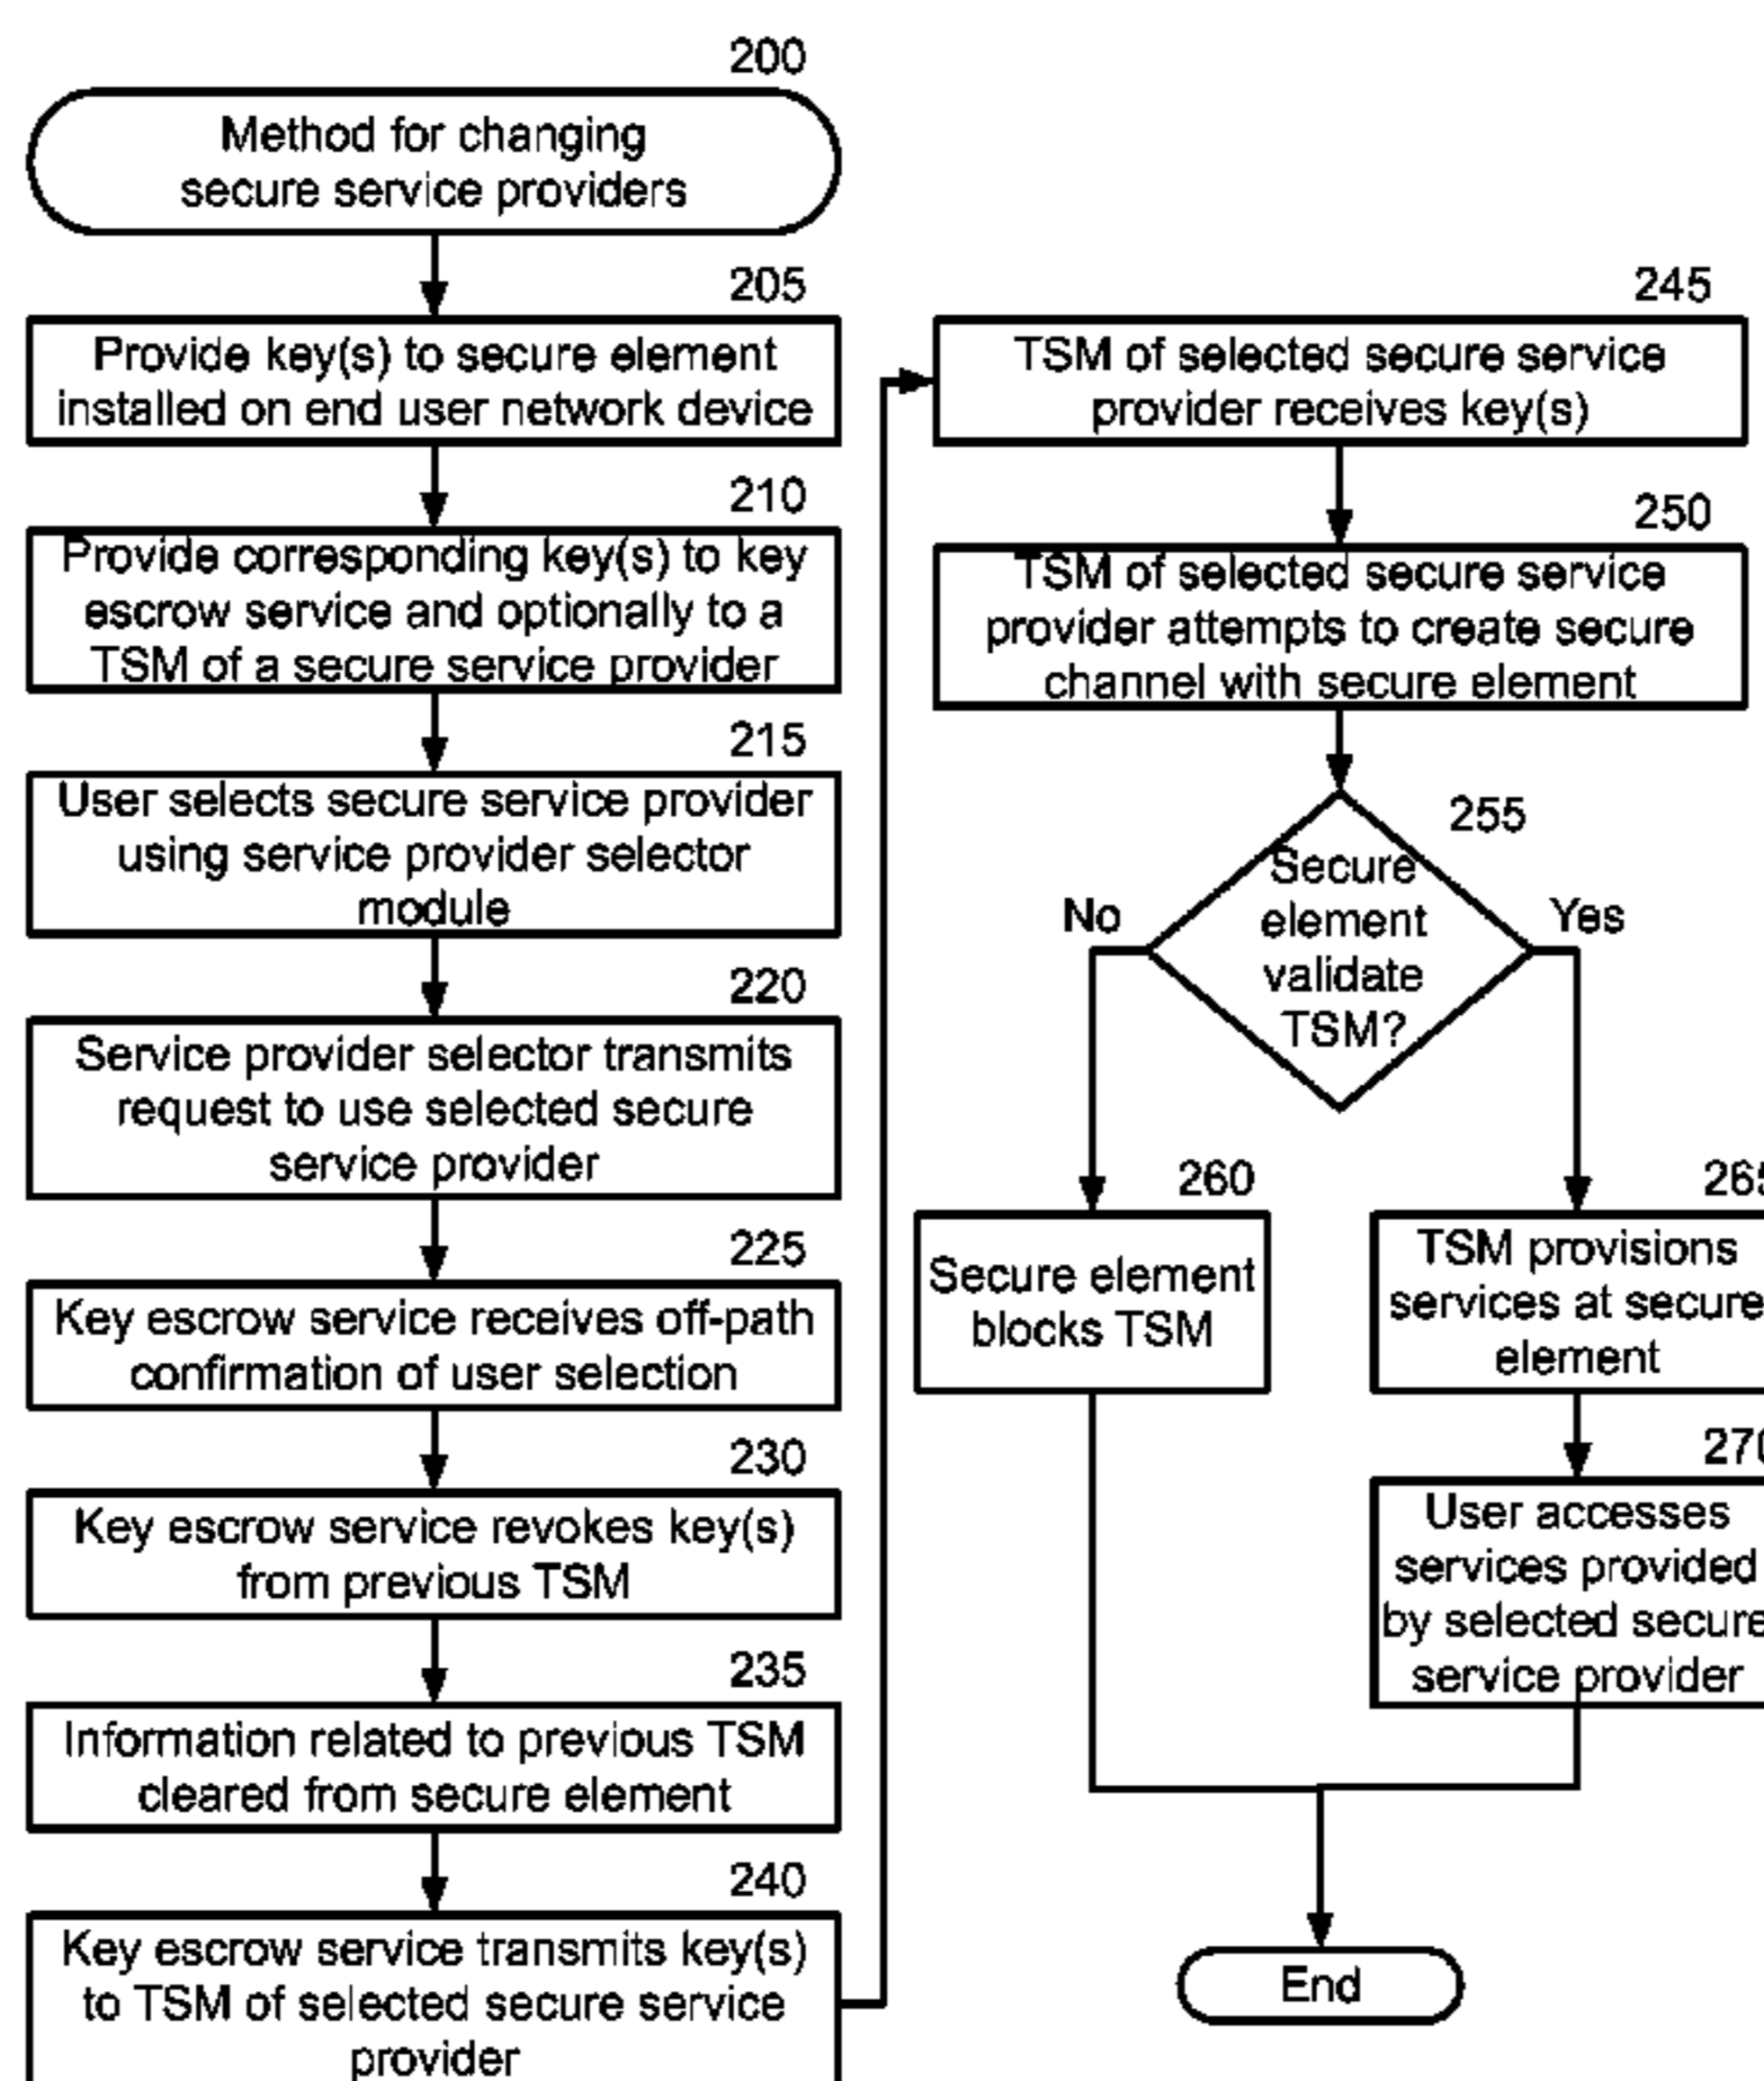 200
Method for changing
secure service providers
205
Provide key(s) to secure element
installed on end user network device
210
Provide corresponding key(s) to key
escrow service and optionally to a
TSM of a secure service provider
215
User selects secure service provider
using service provider selector
module
220
Service provider selector transmits
request to use selected secure
service provider
225
Key escrow service receives off-path
confirmation of user selection
230
Key escrow service revokes key(s)
from previous TSM
235
Information related to previous TSM
cleared from secure element
240
Key escrow service transmits key(s)
to TSM of selected secure service
provider
245
TSM of selected secure service
provider receives key(s)
250
TSM of selected secure service
provider attempts to create secure
channel with secure element
255
Secure
element
validate
TSM?
No
Yes
260
Secure element
blocks TSM
265
TSM provisions
services at secure
element
270
User accesses
services provided
by selected secure
service provider
End